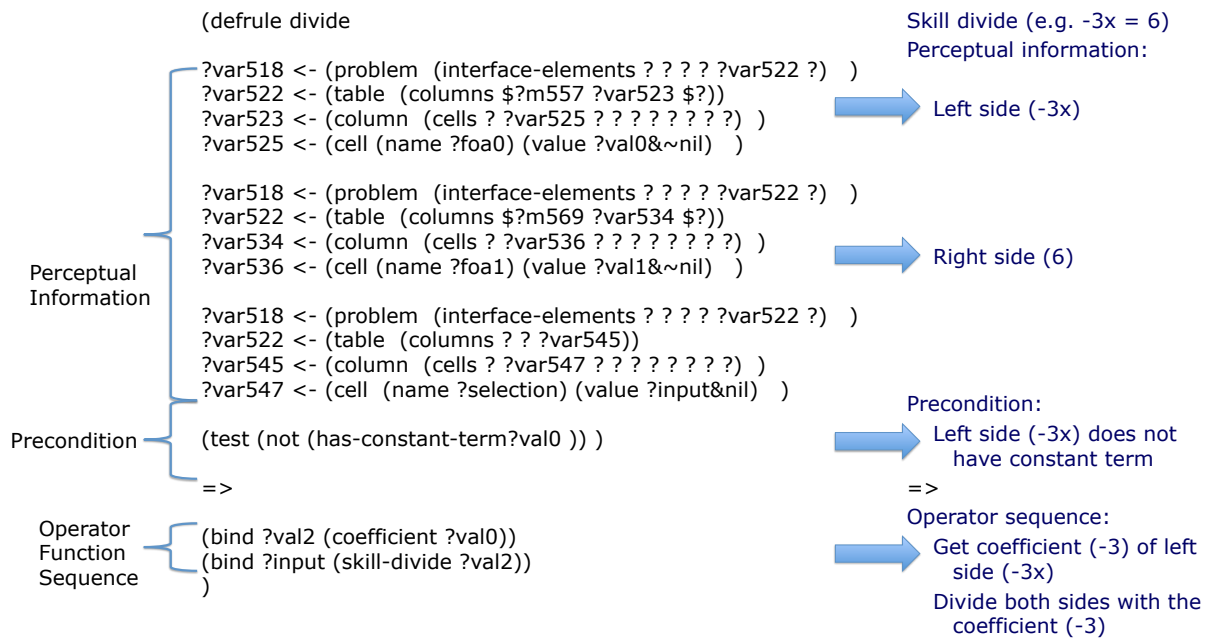 (defrule divide
?var518 <- (problem (interface-elements ? ? ? ? ?var522 ?) )
?var522 <- (table (columns $?m557 ?var523 $?))
?var523 <- (column (cells ? ?var525 ? ? ? ? ? ? ? ?) )
?var525 <- (cell (name ?foa0) (value ?val0&~nil) )
?var518 <- (problem (interface-elements ? ? ? ? ?var522 ?) )
?var522 <- (table (columns $?m569 ?var534 $?))
?var534 <- (column (cells ? ?var536 ? ? ? ? ? ? ? ?) )
?var536 <- (cell (name ?foa1) (value ?val1&~nil) )
?var518 <- (problem (interface-elements ? ? ? ? ?var522 ?) )
?var522 <- (table (columns ? ? ?var545))
?var545 <- (column (cells ? ?var547 ? ? ? ? ? ? ? ?) )
?var547 <- (cell (name ?selection) (value ?input&nil) )
(test (not (has-constant-term?val0 )) )
=>
(bind ?val2 (coefficient ?val0))
(bind ?input (skill-divide ?val2))
)
Perceptual
Information
Precondition
Operator
Function
Sequence
Skill divide (e.g. -3x = 6)
Perceptual information:
Left side (-3x)
Right side (6)
Precondition:
Left side (-3x) does not
have constant term
=>
Operator sequence:
Get coefficient (-3) of left
side (-3x)
Divide both sides with the
coefficient (-3)